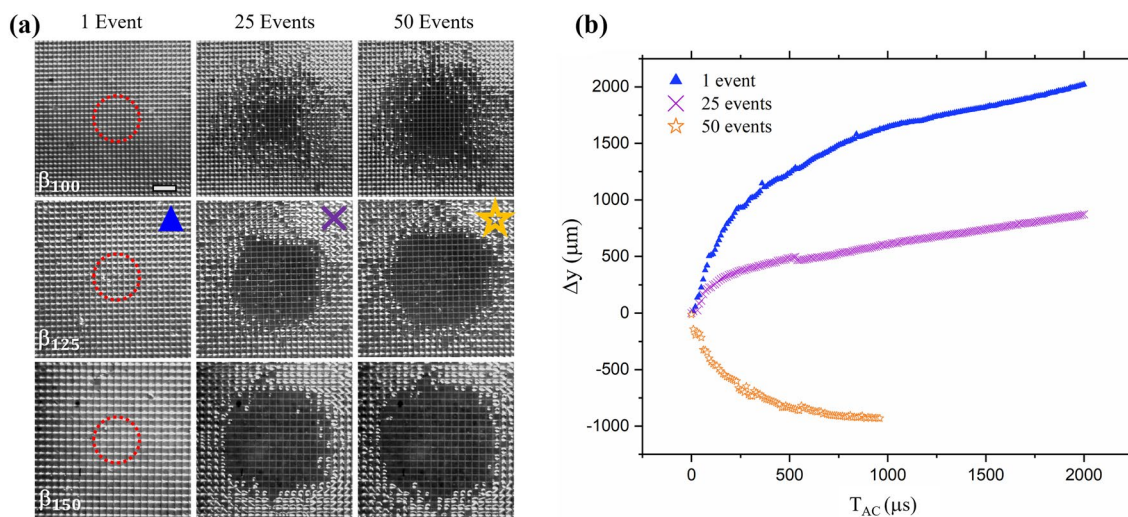 (a)
1 Event 25 Events 50 Events
β100
β125
β150
(b)
1 event
25 events
50 events
2000
1500
1000
500
0
-500
-1000
Δy (μm)
0 500 1000 1500 2000
TAC (μs)